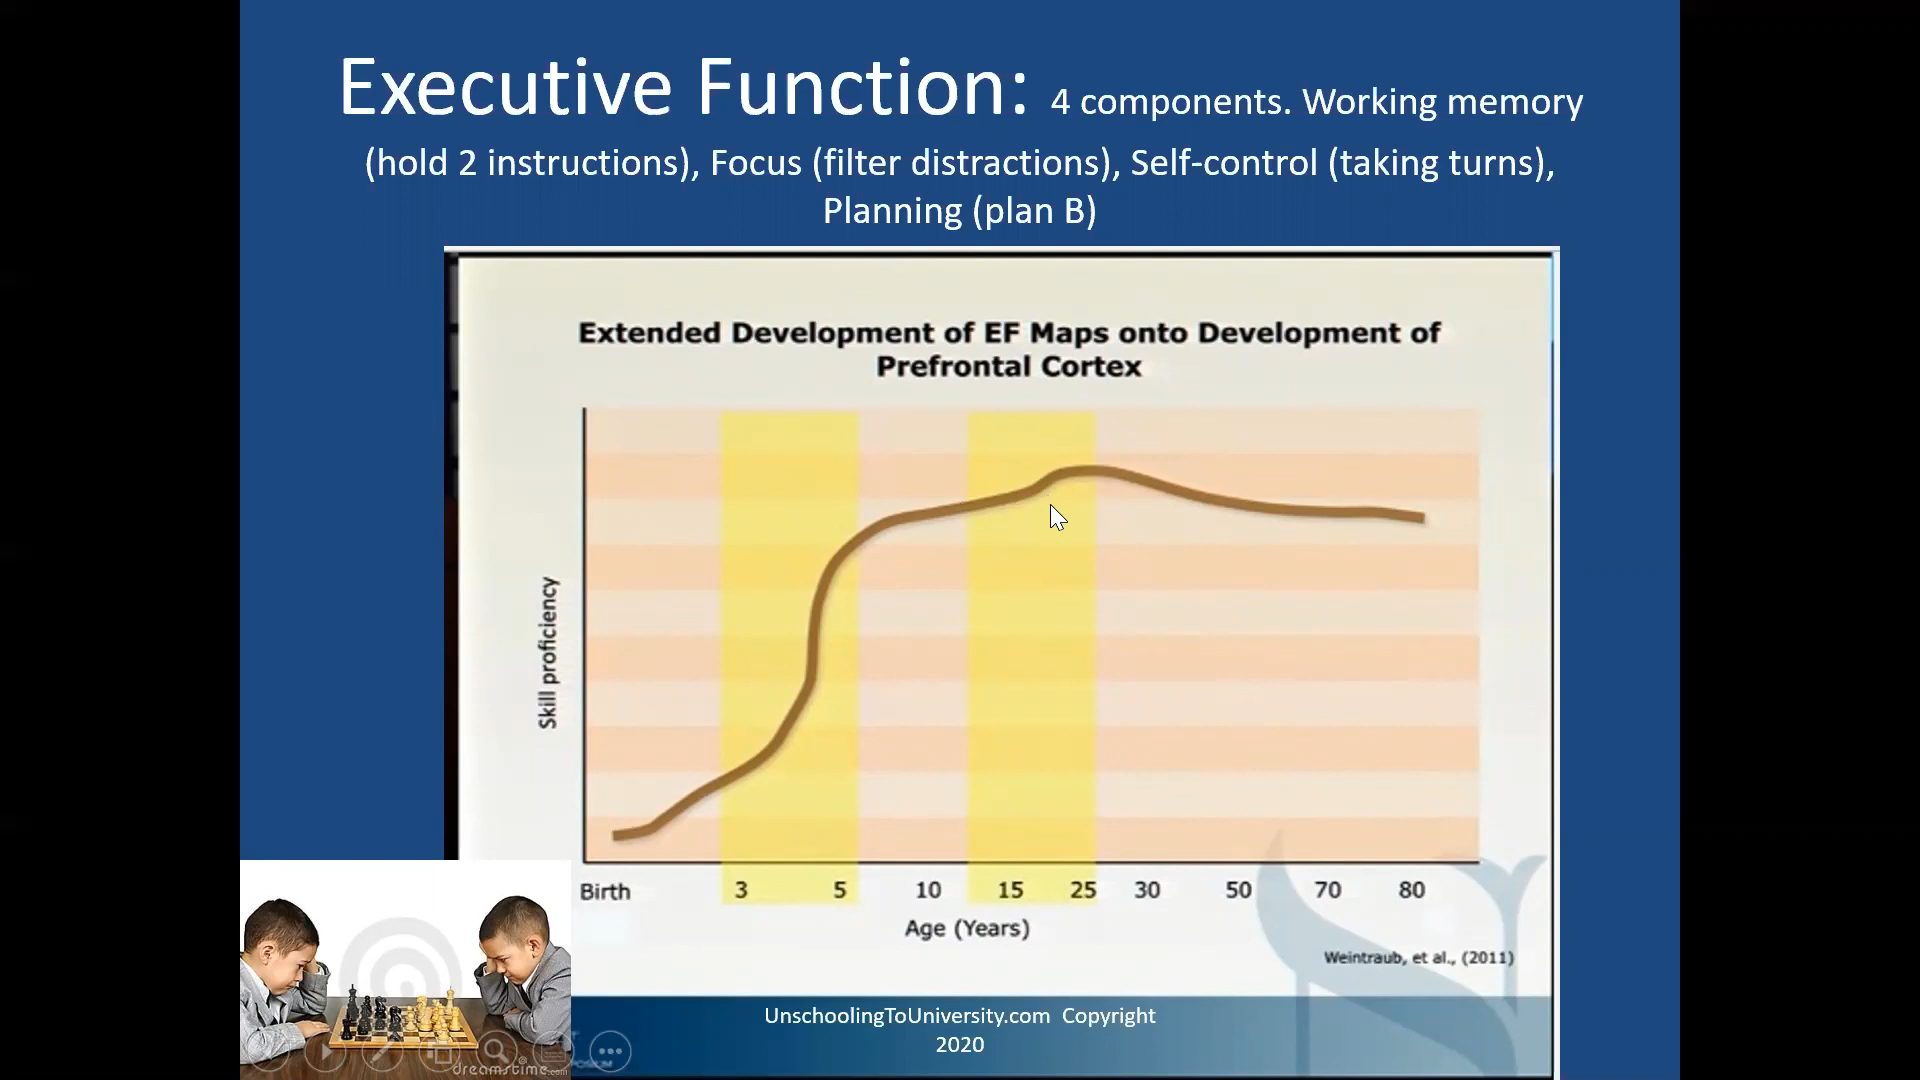 Executive Function: 4 components. Working memory
(hold 2 instructions), Focus (filter distractions), Self-control (taking turns),
Planning (plan B)
Extended Development of EF Maps onto Development of
Prefrontal Cortex
Skill proficiency
Birth 3 5 10 15 25 30 50 70 80
Age (Years)
Weintraub, et al., (2011)
UnschoolingToUniversity.com Copyright
2020
dreamstime.com